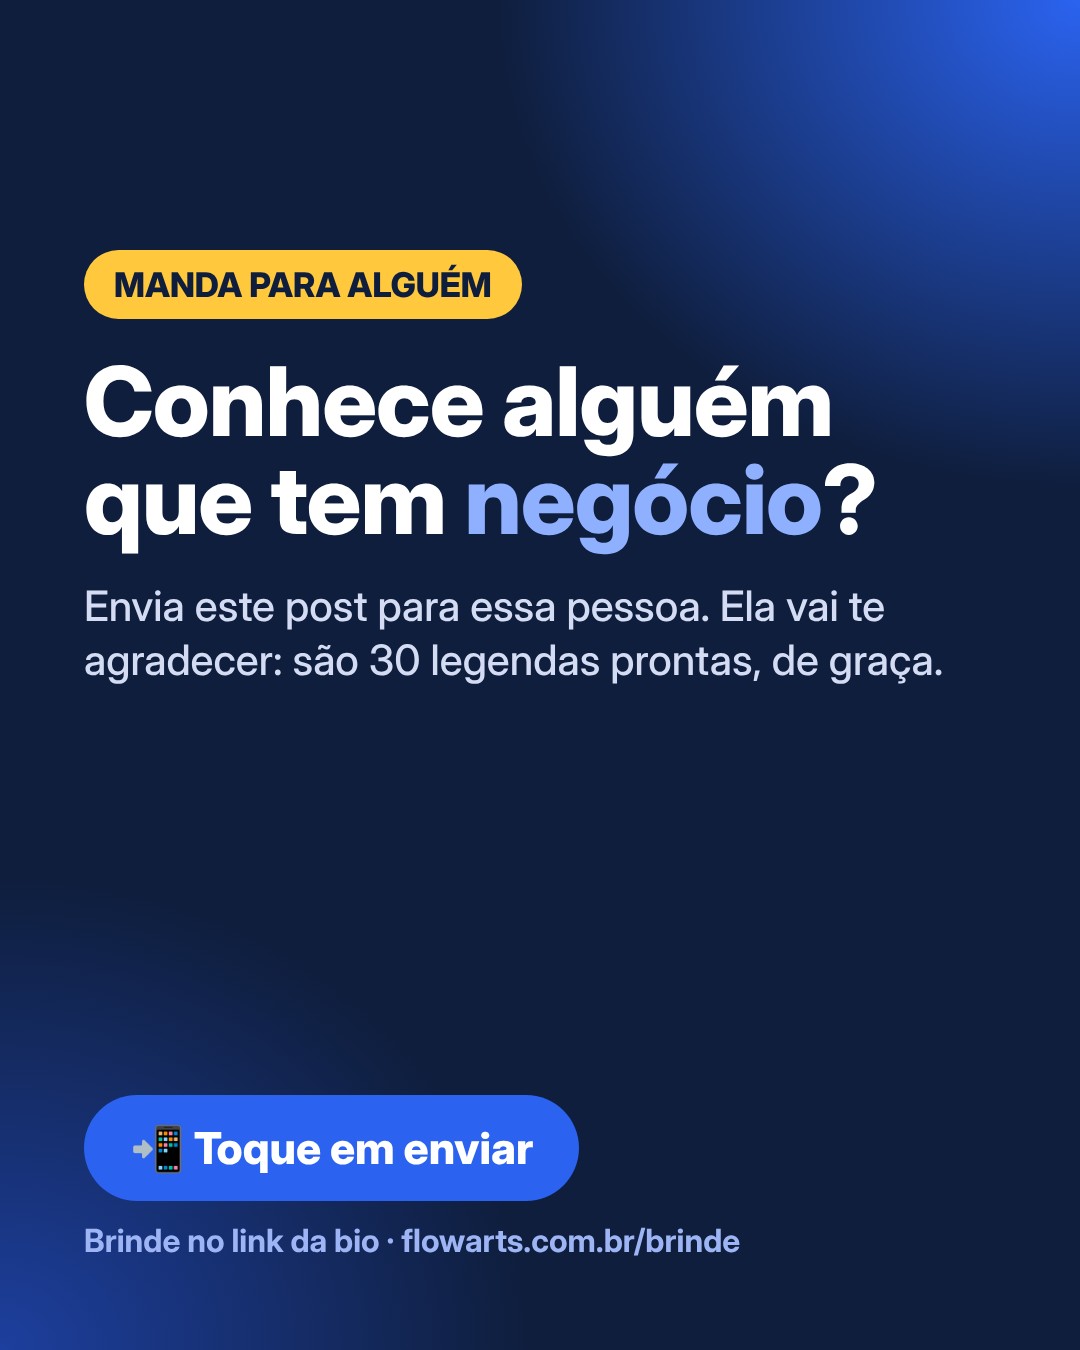 MANDA PARA ALGUÉM
Conhece alguém
que tem negócio?
Envia este post para essa pessoa. Ela vai te
agradecer: são 30 legendas prontas, de graça.
📲 Toque em enviar
Brinde no link da bio · flowarts.com.br/brinde